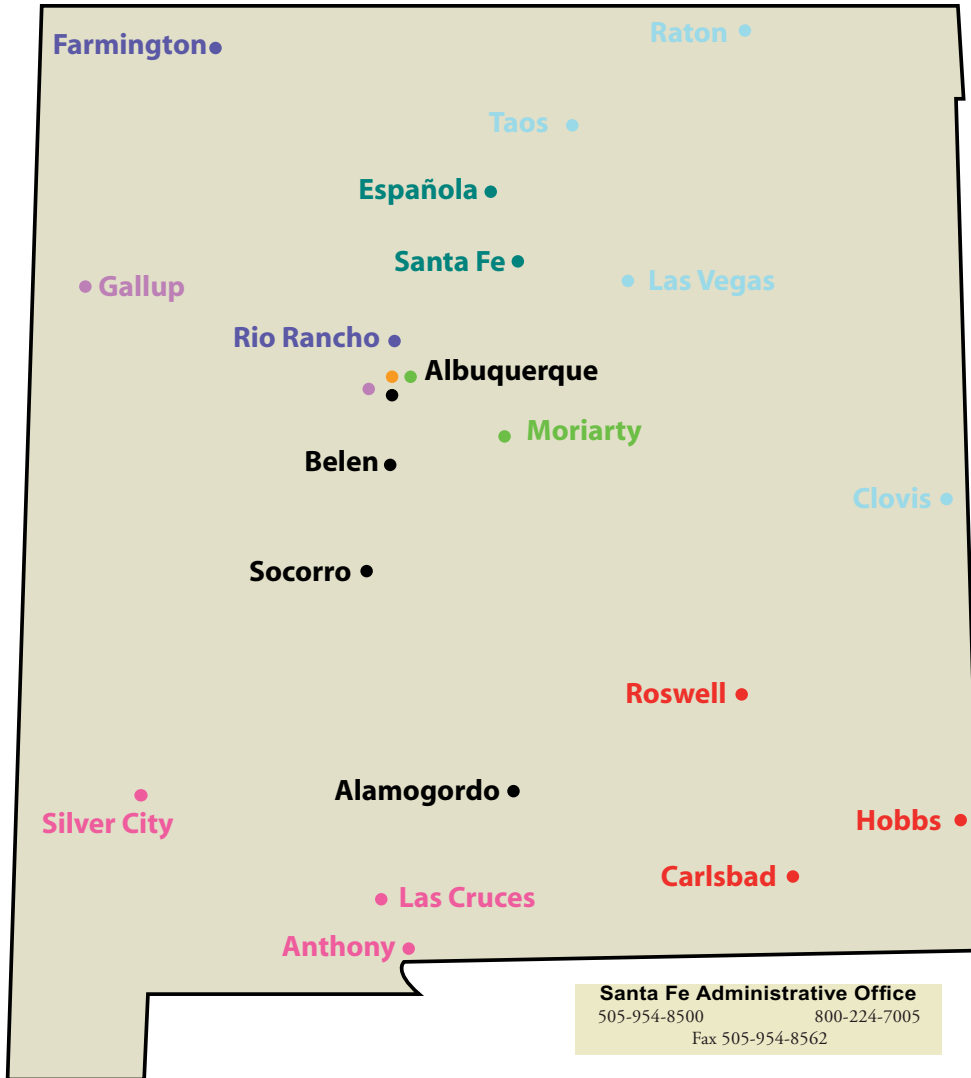 Raton
Farmington
Taos
Española
Santa Fe
Las Vegas
Gallup
Rio Rancho
Albuquerque
Moriarty
Belen
Clovis
Socorro
Roswell
Alamogordo
Silver City
Hobbs
Carlsbad
Las Cruces
Anthony
Santa Fe Administrative Office
505-954-8500 800-224-7005
Fax 505-954-8562